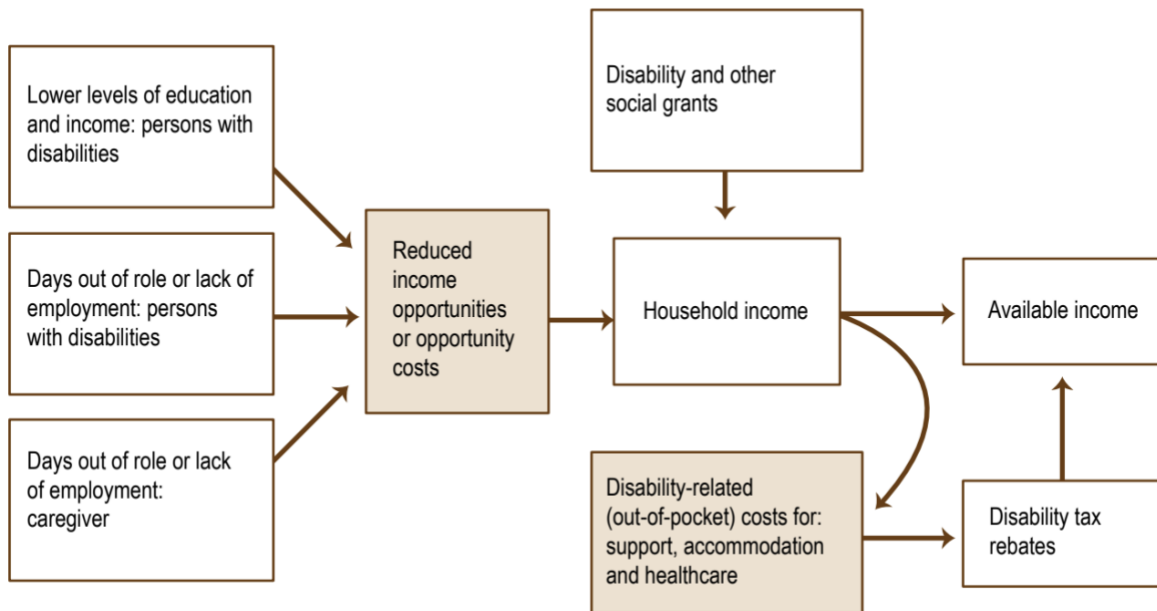 Lower levels of education
and income: persons with
disabilities
Days out of role or lack of
employment: persons
with disabilities
Days out of role or lack
of employment:
caregiver
Reduced
income
opportunities
or opportunity
costs
Disability and other
social grants
Household income
Disability-related
(out-of-pocket) costs for:
support, accommodation
and healthcare
Available income
Disability tax
rebates